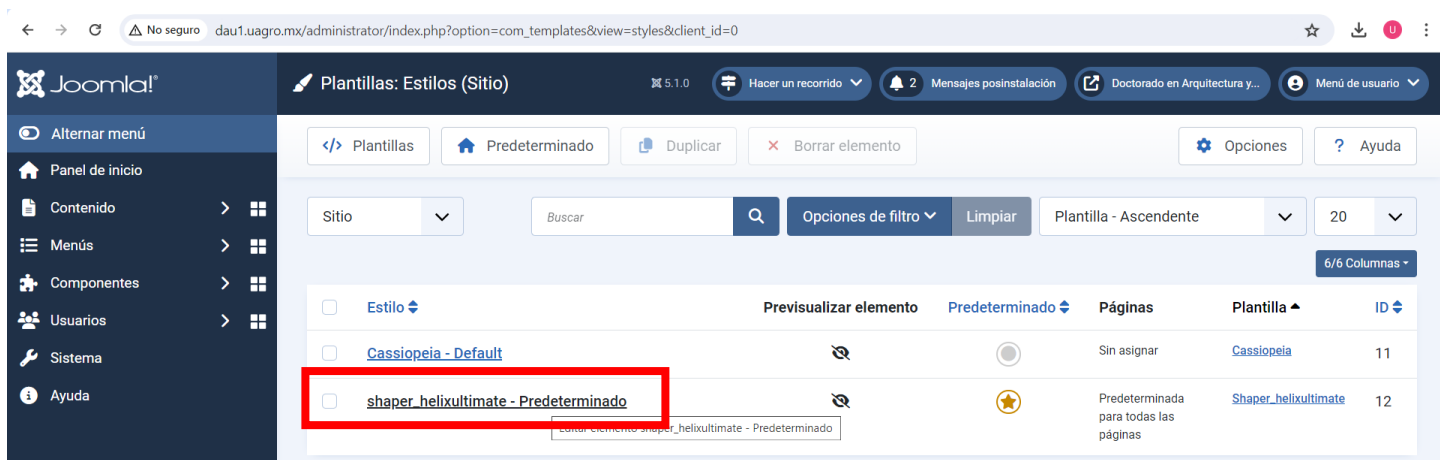 No seguro dau1.uagro.mx/administrator/index.php?option=com_templates&view=styles&client_id=0 U
Joomla!® Plantillas: Estilos (Sitio) 5.1.0 Hacer un recorrido 2 Mensajes posinstalación Doctorado en Arquitectura y... Menú de usuario
Alternar menú
</> Plantillas Predeterminado Duplicar × Borrar elemento Opciones ? Ayuda
Panel de inicio
Contenido
Sitio Buscar Opciones de filtro Limpiar Plantilla - Ascendente 20
Menús
6/6 Columnas
Componentes
Estilo Previsualizar elemento Predeterminado Páginas Plantilla ID
Usuarios
Sistema
Cassiopeia - Default Sin asignar Cassiopeia 11
Ayuda
shaper_helixultimate - Predeterminado Predeterminada para todas las páginas Shaper_helixultimate 12
Editar elemento shaper_helixultimate - Predeterminado